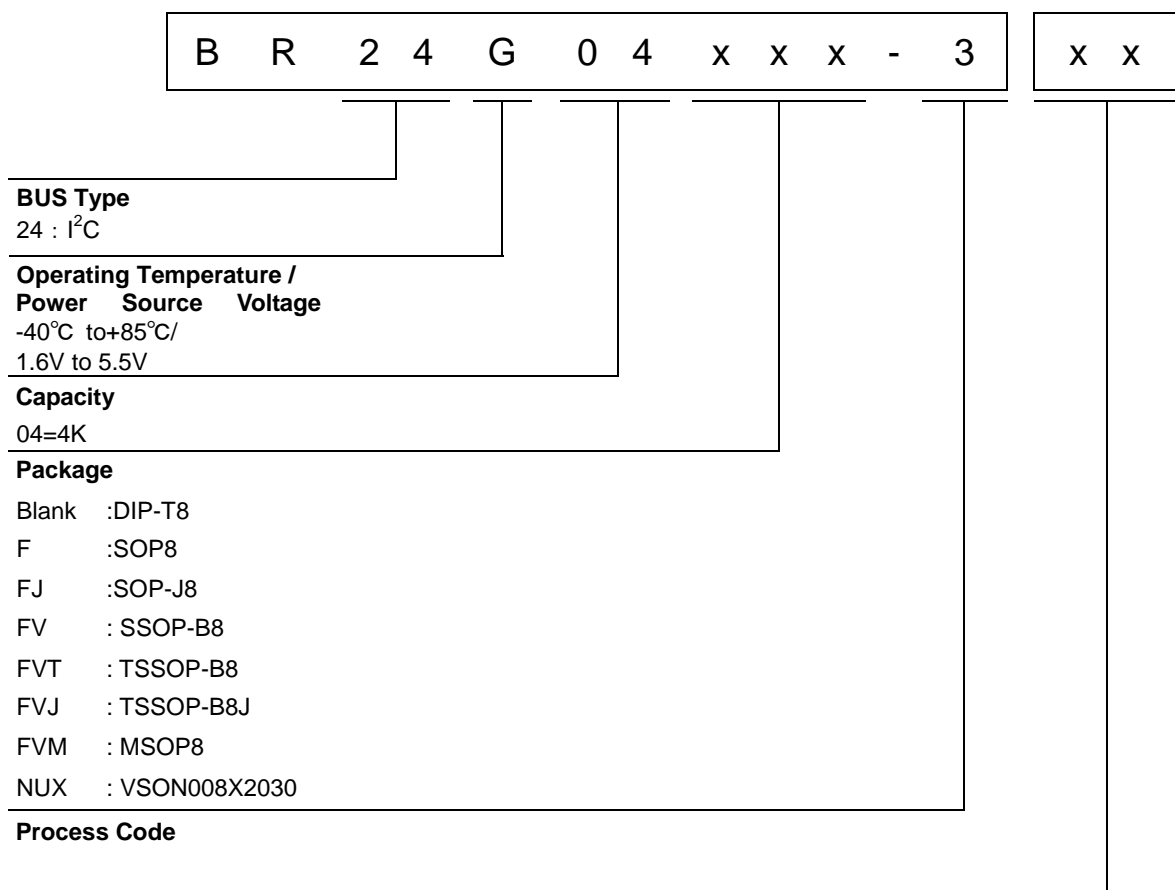 B R 2 4 G 0 4 x x x - 3 x x
BUS Type
24 : I²C
Operating Temperature /
Power Source Voltage
-40℃ to+85℃/
1.6V to 5.5V
Capacity
04=4K
Package
Blank :DIP-T8
F :SOP8
FJ :SOP-J8
FV : SSOP-B8
FVT : TSSOP-B8
FVJ : TSSOP-B8J
FVM : MSOP8
NUX : VSON008X2030
Process Code